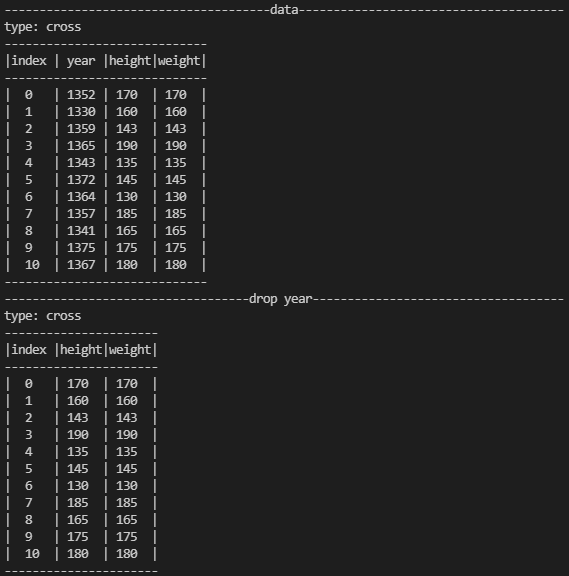 --------------------------------------data--------------------------------------
type: cross
-----------------------------
|index | year |height|weight|
-----------------------------
|  0   | 1352 | 170  | 170  |
|  1   | 1330 | 160  | 160  |
|  2   | 1359 | 143  | 143  |
|  3   | 1365 | 190  | 190  |
|  4   | 1343 | 135  | 135  |
|  5   | 1372 | 145  | 145  |
|  6   | 1364 | 130  | 130  |
|  7   | 1357 | 185  | 185  |
|  8   | 1341 | 165  | 165  |
|  9   | 1375 | 175  | 175  |
|  10  | 1367 | 180  | 180  |
-----------------------------
-----------------------------------drop year------------------------------------
type: cross
----------------------
|index |height|weight|
----------------------
|  0   | 170  | 170  |
|  1   | 160  | 160  |
|  2   | 143  | 143  |
|  3   | 190  | 190  |
|  4   | 135  | 135  |
|  5   | 145  | 145  |
|  6   | 130  | 130  |
|  7   | 185  | 185  |
|  8   | 165  | 165  |
|  9   | 175  | 175  |
|  10  | 180  | 180  |
----------------------